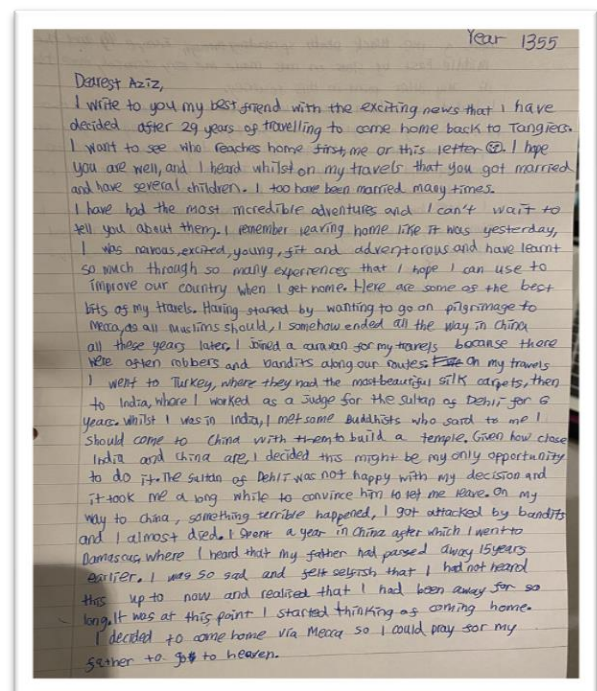 Year 1355
Dearest Aziz,
I write to you my best friend with the exciting news that I have
decided after 29 years of travelling to come home back to Tangiers.
I want to see who reaches home first, me or this letter ☺. I hope
you are well, and I heard whilst on my travels that you got married
and have several children. I too have been married many times.
I have had the most incredible adventures and I can't wait to
tell you about them. I remember leaving home like it was yesterday,
I was narvous, excited, young, fit and adventorous and have learnt
so much through so many experiences that I hope I can use to
improve our country when I get home. Here are some of the best
bits of my travels. Having started by wanting to go on pilgrimage to
Mecca, as all muslims should, I somehow ended all the way in China
all these years later. I joined a caravan for my travels becanse there
were often robbers and bandits along our routes. On my travels
I went to Turkey, where they had the most beautiful silk carpets, then
to India, where I worked as a judge for the sultan of Dehli for 6
years. Whilst I was in India, I met some Buddhists who said to me I
should come to China with them to build a temple. Given how close
India and China are, I decided this might be my only opportunity
to do it. The Sultan of Dehli was not happy with my decision and
it took me a long while to convince him to let me leave. On my
way to China, something terrible happened, I got attacked by bandits
and I almost died. I spent a year in China after which I went to
Damascus, where I heard that my father had passed away 15 years
earlier. I was so sad and felt selfish that I had not heard
this up to now and realised that I had been away for so
long. It was at this point I started thinking of coming home.
I decided to come home via Mecca so I could pray for my
father to go to heaven.